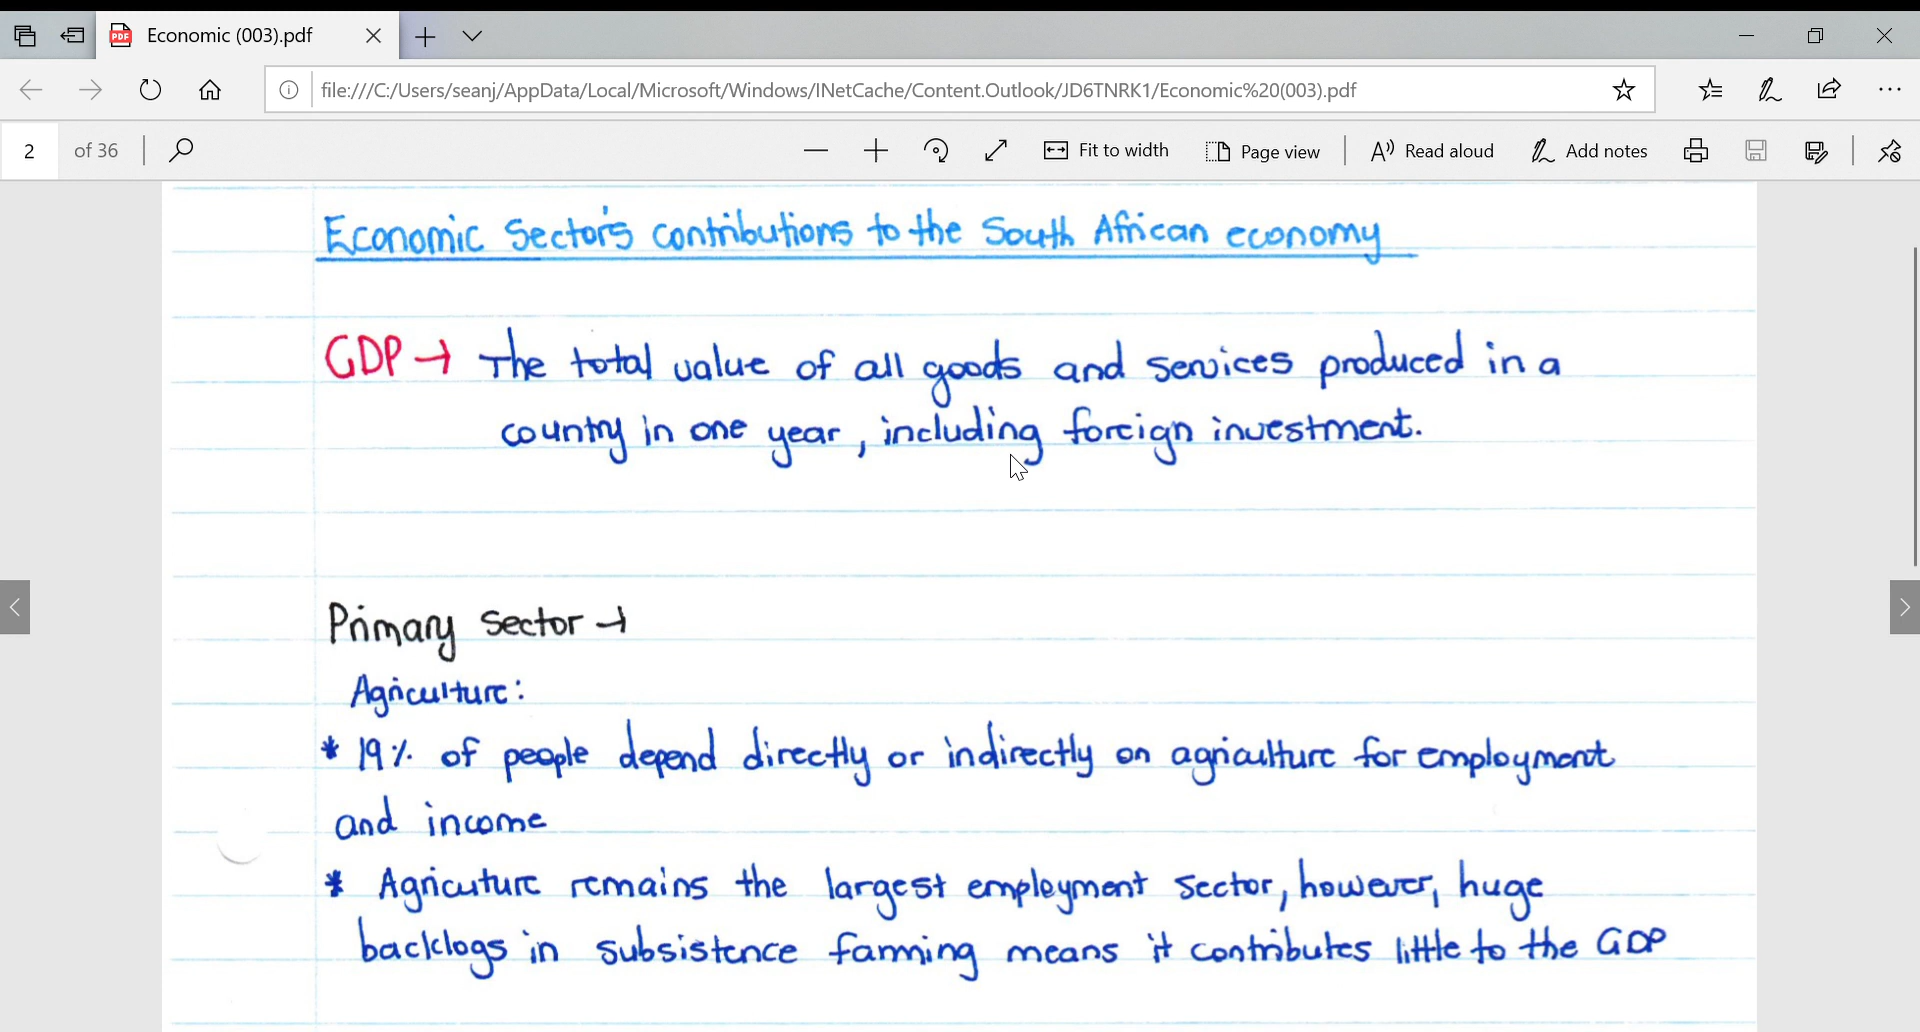 Economic (003).pdf
file:///C:/Users/seanj/AppData/Local/Microsoft/Windows/INetCache/Content.Outlook/JD6TNRK1/Economic%20(003).pdf
2 of 36 Fit to width Page view Read aloud Add notes
Economic Sector's contributions to the South African economy
GDP → The total value of all goods and services produced in a
country in one year, including foreign investment.
Primary Sector →
Agriculture:
* 19% of people depend directly or indirectly on agriculture for employment
and income
* Agricuture remains the largest employment sector, however, huge
backlogs in subsistence farming means it contributes little to the GDP